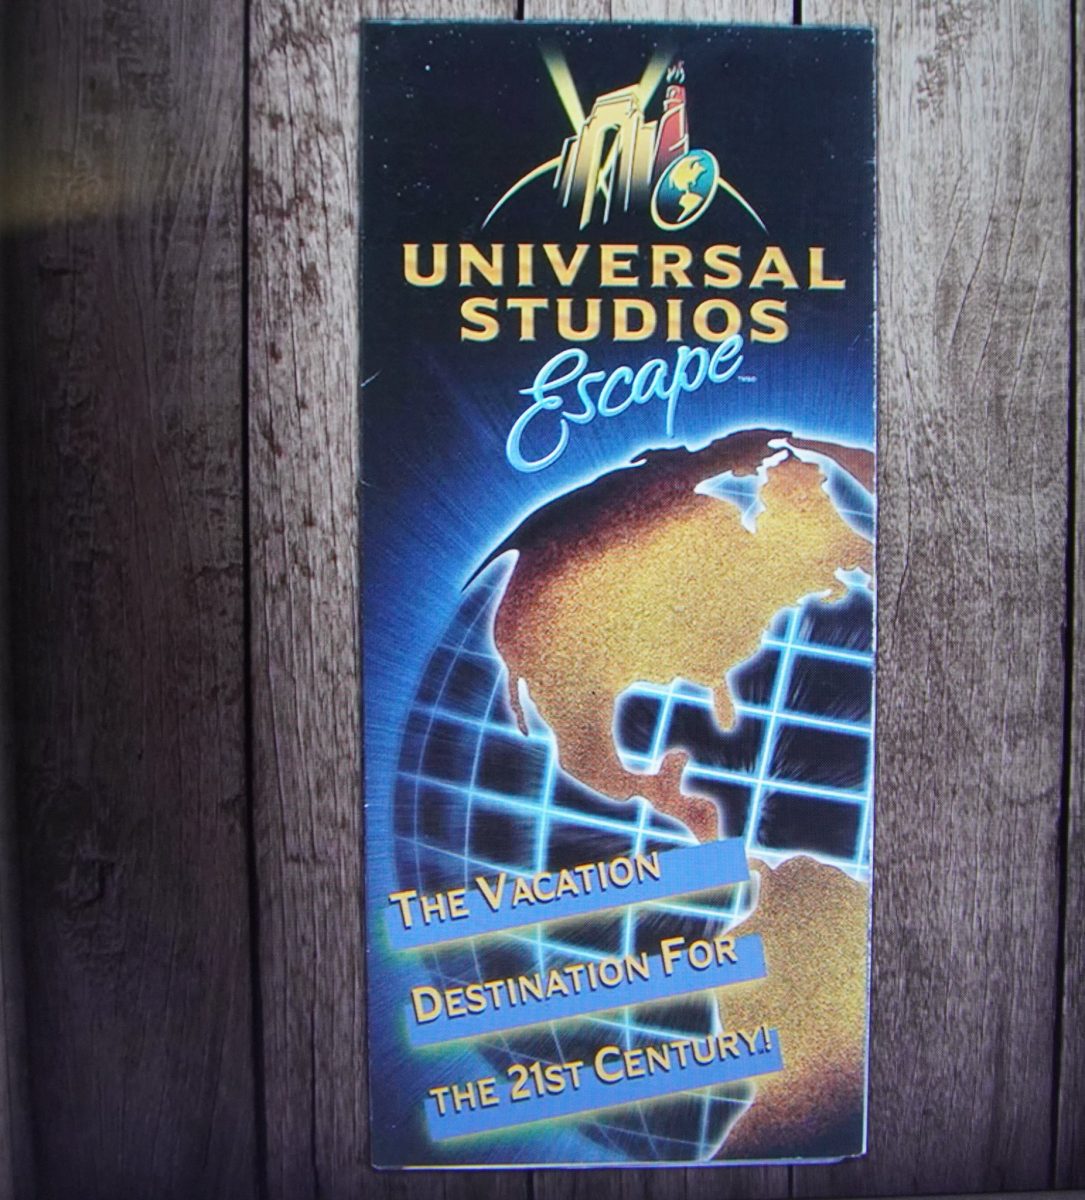 UNIVERSAL
STUDIOS
Escape
THE VACATION
DESTINATION FOR
THE 21ST CENTURY!